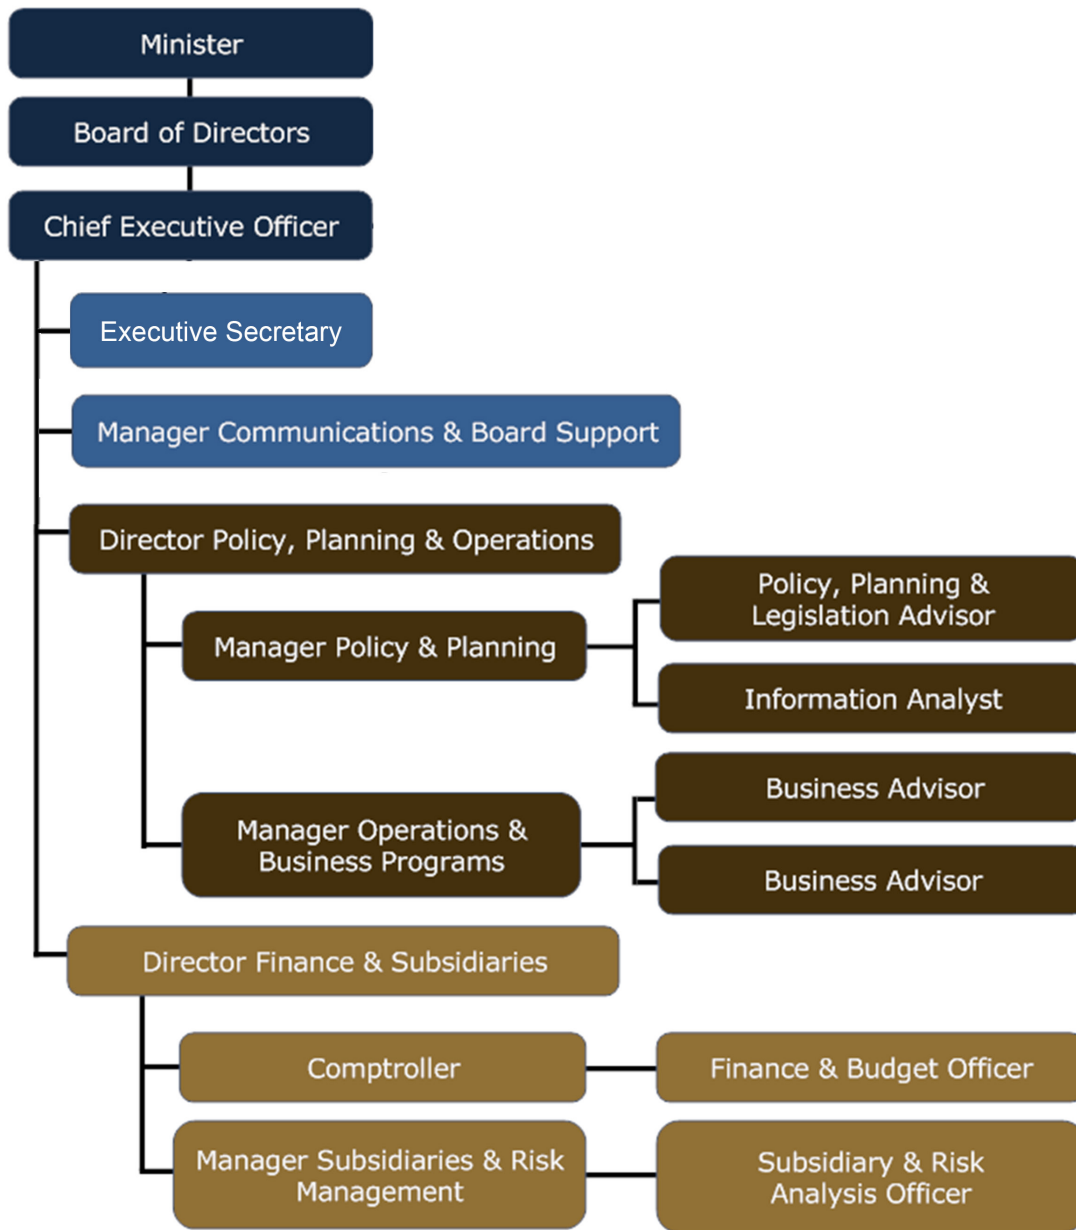 Minister
Board of Directors
Chief Executive Officer
Executive Secretary
Manager Communications & Board Support
Director Policy, Planning & Operations
Policy, Planning &
Legislation Advisor
Manager Policy & Planning
Information Analyst
Business Advisor
Manager Operations &
Business Programs
Business Advisor
Director Finance & Subsidiaries
Comptroller
Finance & Budget Officer
Manager Subsidiaries & Risk
Management
Subsidiary & Risk
Analysis Officer